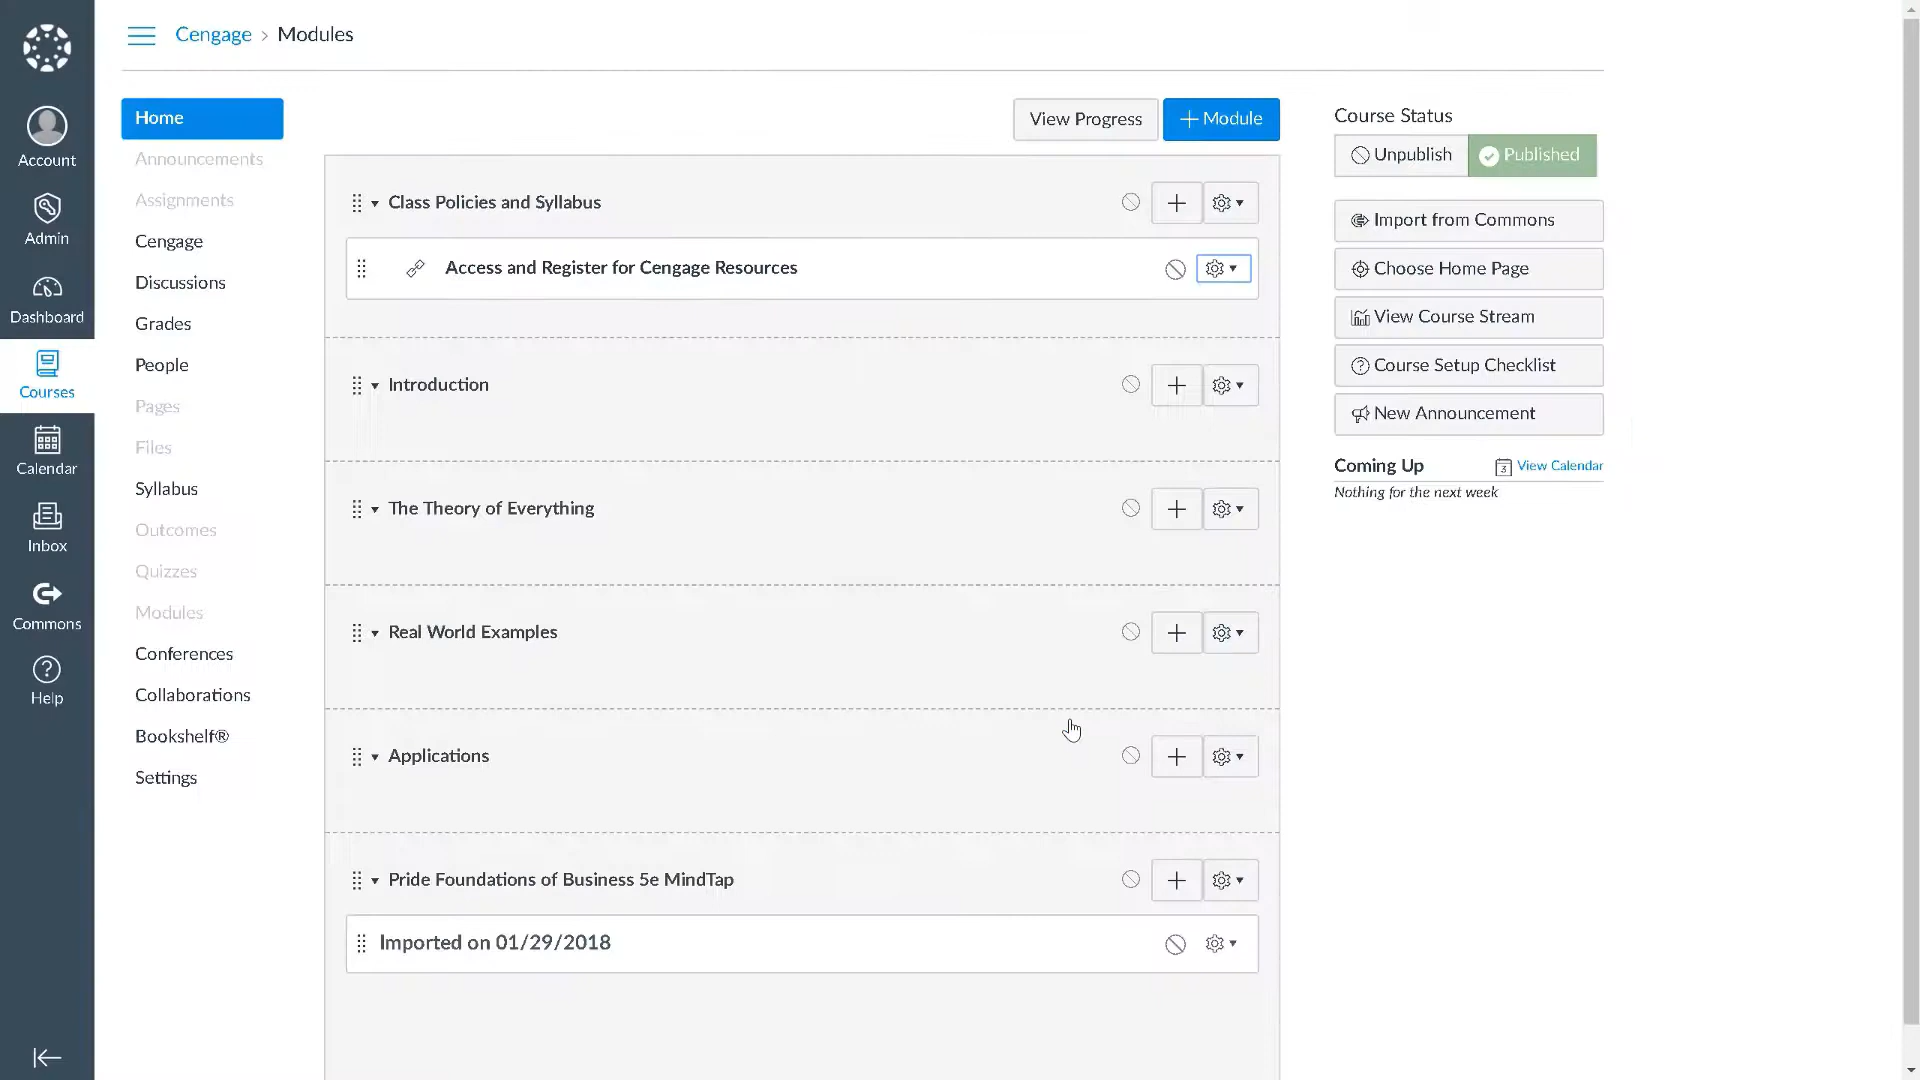 Cengage › Modules
Account
Admin
Dashboard
Courses
Calendar
Inbox
Commons
Help
Home
Announcements
Assignments
Cengage
Discussions
Grades
People
Pages
Files
Syllabus
Outcomes
Quizzes
Modules
Conferences
Collaborations
Bookshelf®
Settings
View Progress
+ Module
Class Policies and Syllabus
Access and Register for Cengage Resources
Introduction
The Theory of Everything
Real World Examples
Applications
Pride Foundations of Business 5e MindTap
Imported on 01/29/2018
Course Status
Unpublish
Published
Import from Commons
Choose Home Page
View Course Stream
Course Setup Checklist
New Announcement
Coming Up
3 View Calendar
Nothing for the next week